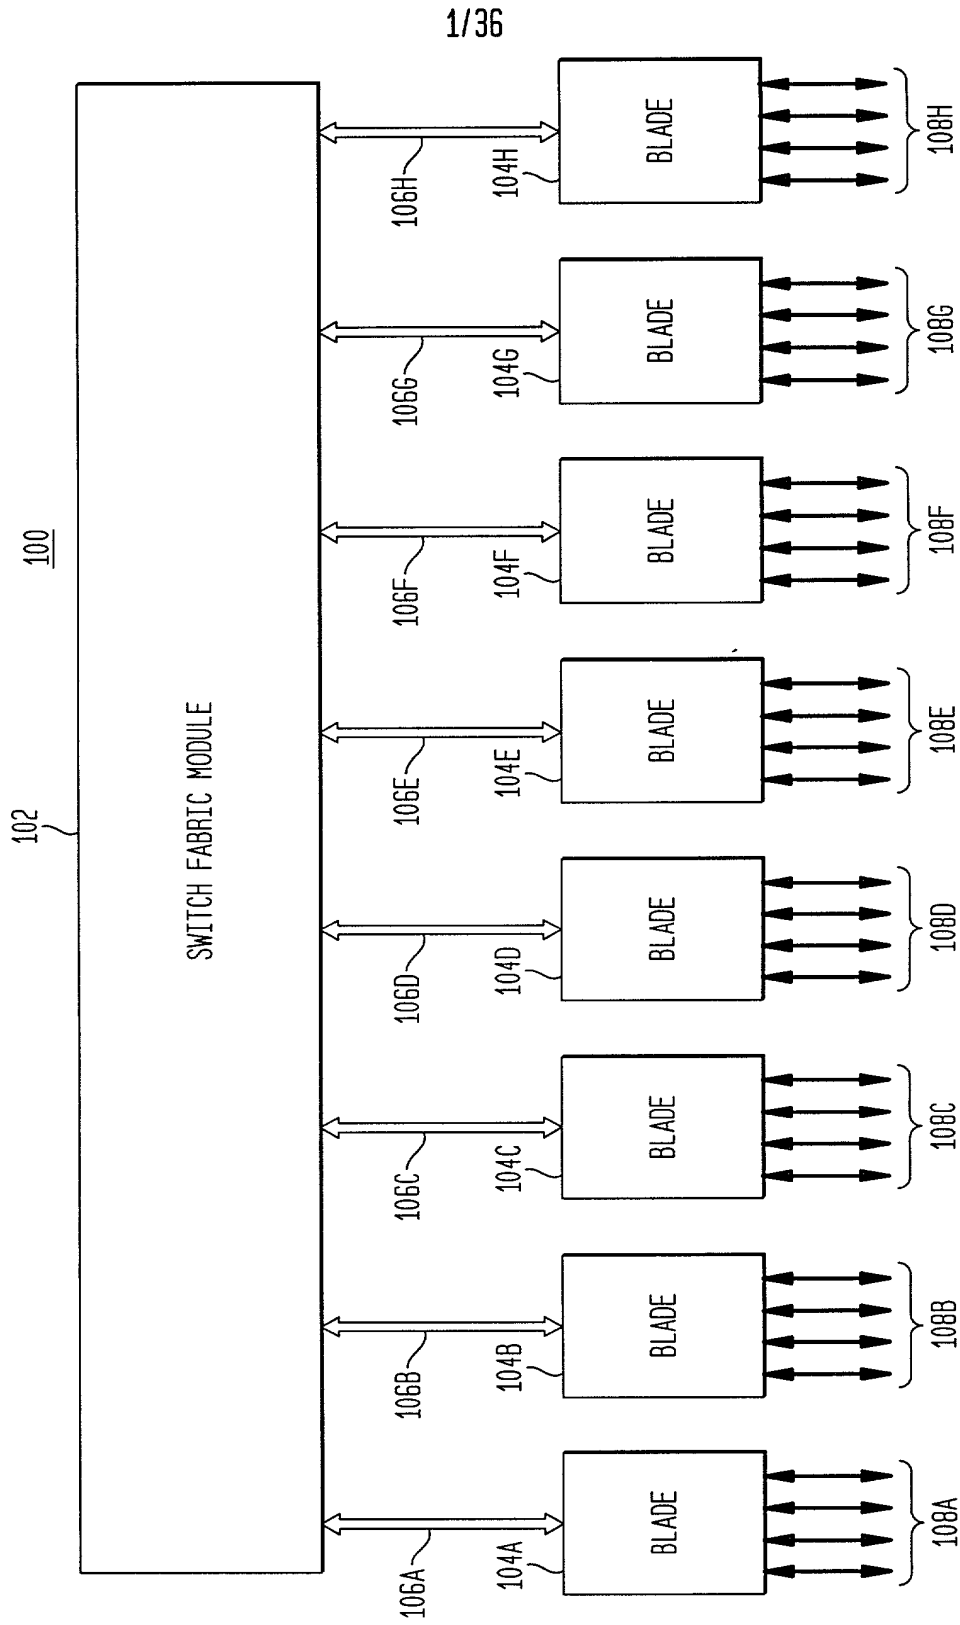 1/36
100
102
SWITCH FABRIC MODULE
106A
106B
106C
106D
106E
106F
106G
106H
104A
104B
104C
104D
104E
104F
104G
104H
BLADE
BLADE
BLADE
BLADE
BLADE
BLADE
BLADE
BLADE
108A
108B
108C
108D
108E
108F
108G
108H